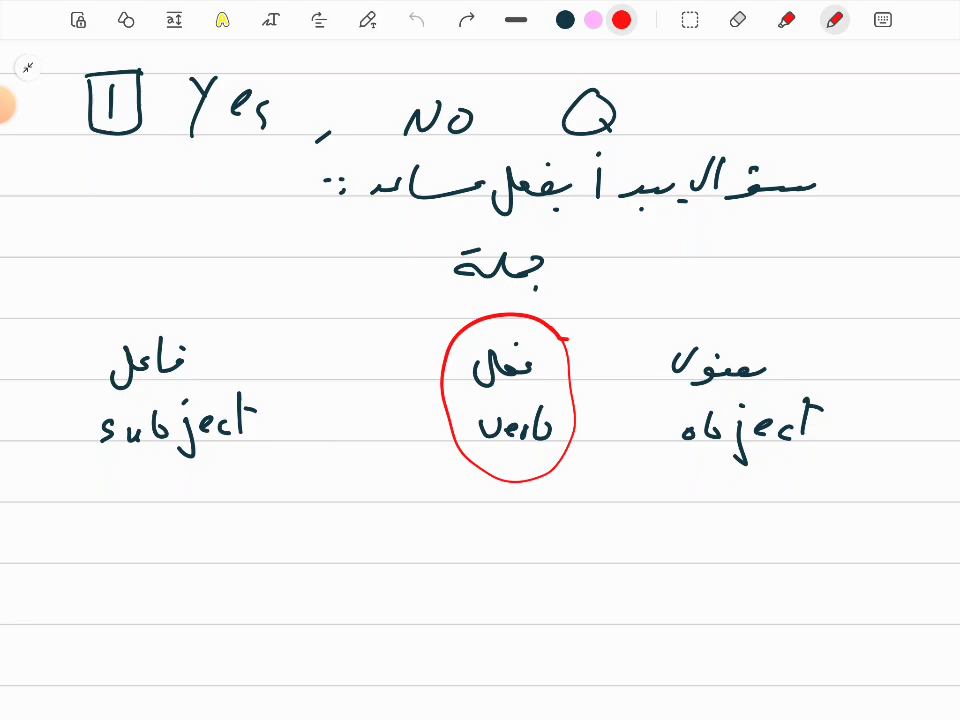 1 Yes, No Q
سؤال يبدأ بفعل مساعد :
جملة
فاعل فعل مفعول
subject verb object